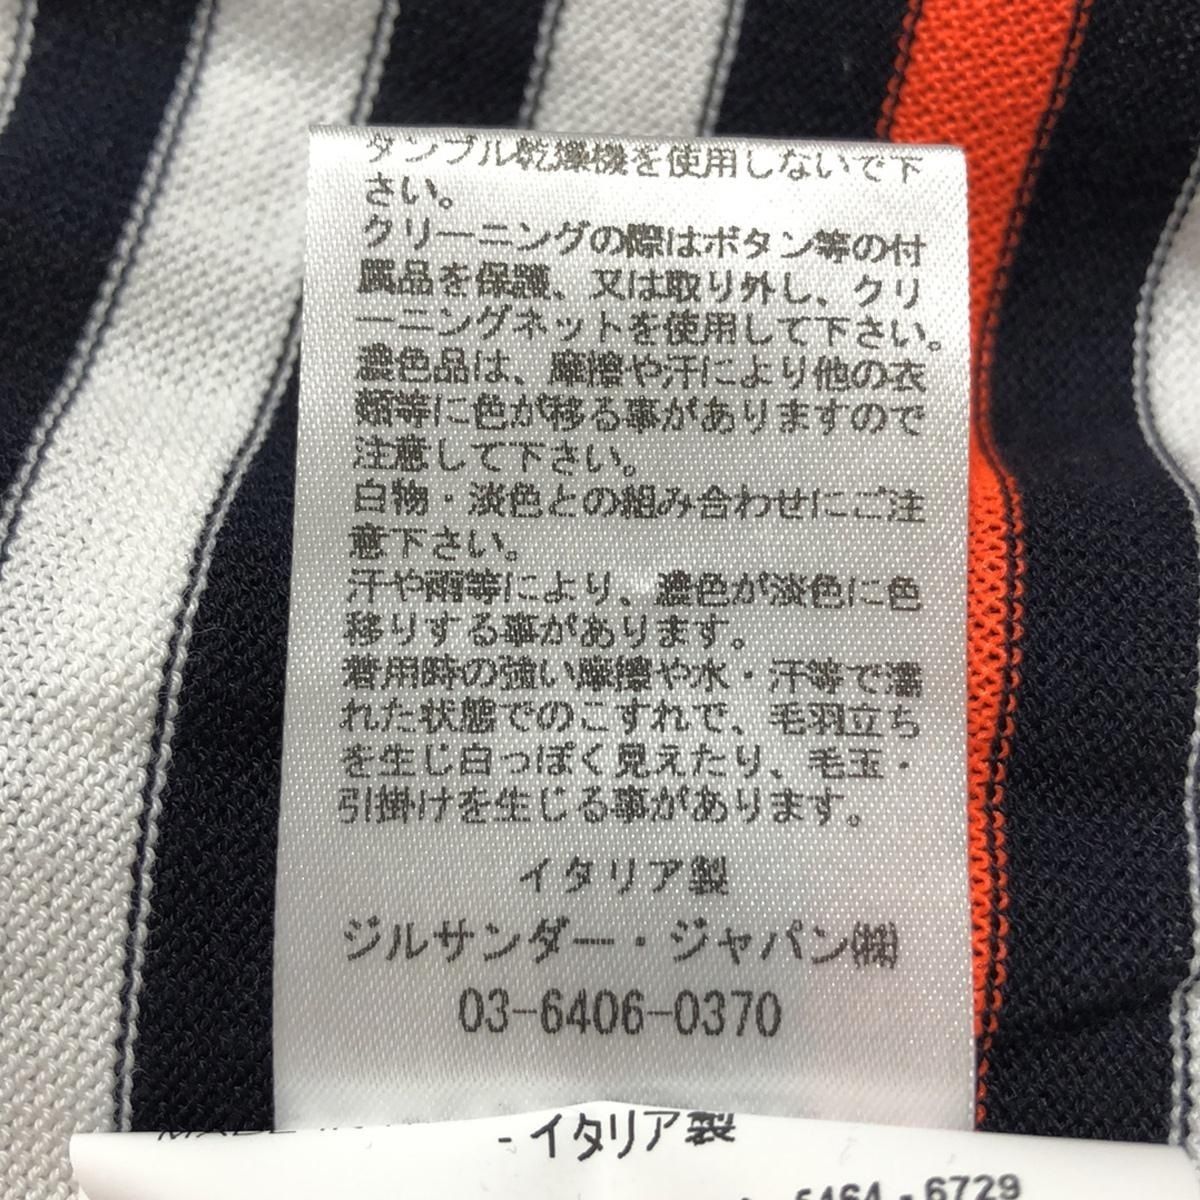 タンブル乾燥機を使用しないで下
さい。
クリーニングの際はボタン等の付
属品を保護、又は取り外し、クリ
ーニングネットを使用して下さい。
濃色品は、摩擦や汗により他の衣
類等に色が移る事がありますので
注意して下さい。
白物・淡色との組み合わせにご注
意下さい。
汗や雨等により、濃色が淡色に色
移りする事があります。
着用時の強い摩擦や水・汗等で濡
れた状態でのこすれで、毛羽立ち
を生じ白っぽく見えたり、毛玉・
引掛けを生じる事があります。
イタリア製
ジルサンダー・ジャパン㈱
03-6406-0370
- イタリア製
5464 - 6729